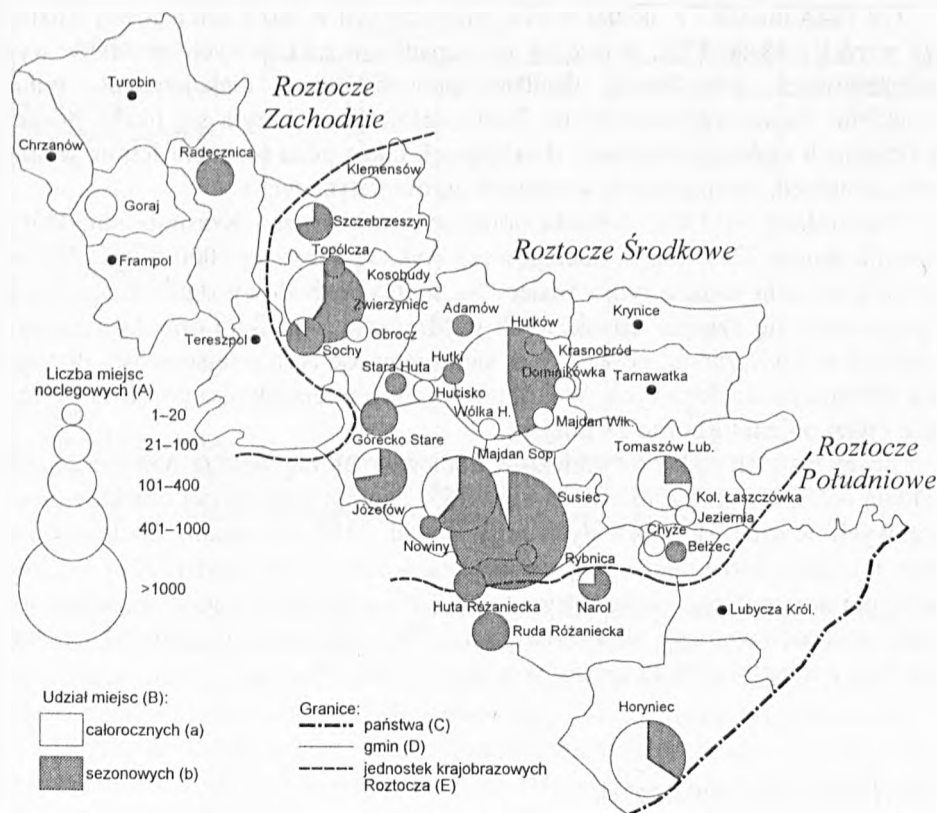 Turobin
Roztocze
Zachodnie
Chrzanów
Radecznica
Klemensów
Goraj
Szczebrzeszyn
Topólcza
Roztocze Środkowe
Frampol
Kosobudy
Zwierzyniec
Adamów
Krynice
Hutków
Tereszpol
Obrocz
Sochy
Hutki
Krasnobród
Stara Huta
Dominikówka
Tarnawatka
Liczba miejsc
noclegowych (A)
Hucisko
Wólka H.
Majdan Wlk.
1–20
Górecko Stare
21–100
Majdan Sop.
Tomaszów Lub.
Roztocze
Południowe
101–400
Józefów
Susiec
Kol. Łaszczówka
Jeziernia
401–1000
Nowiny
Chyże
Bełżec
Rybnica
>1000
Huta Różaniecka
Narol
Lubycza Król.
Ruda Różaniecka
Udział miejsc (B):
całorocznych (a)
sezonowych (b)
Granice:
państwa (C)
gmin (D)
jednostek krajobrazowych
Roztocza (E)
Horyniec